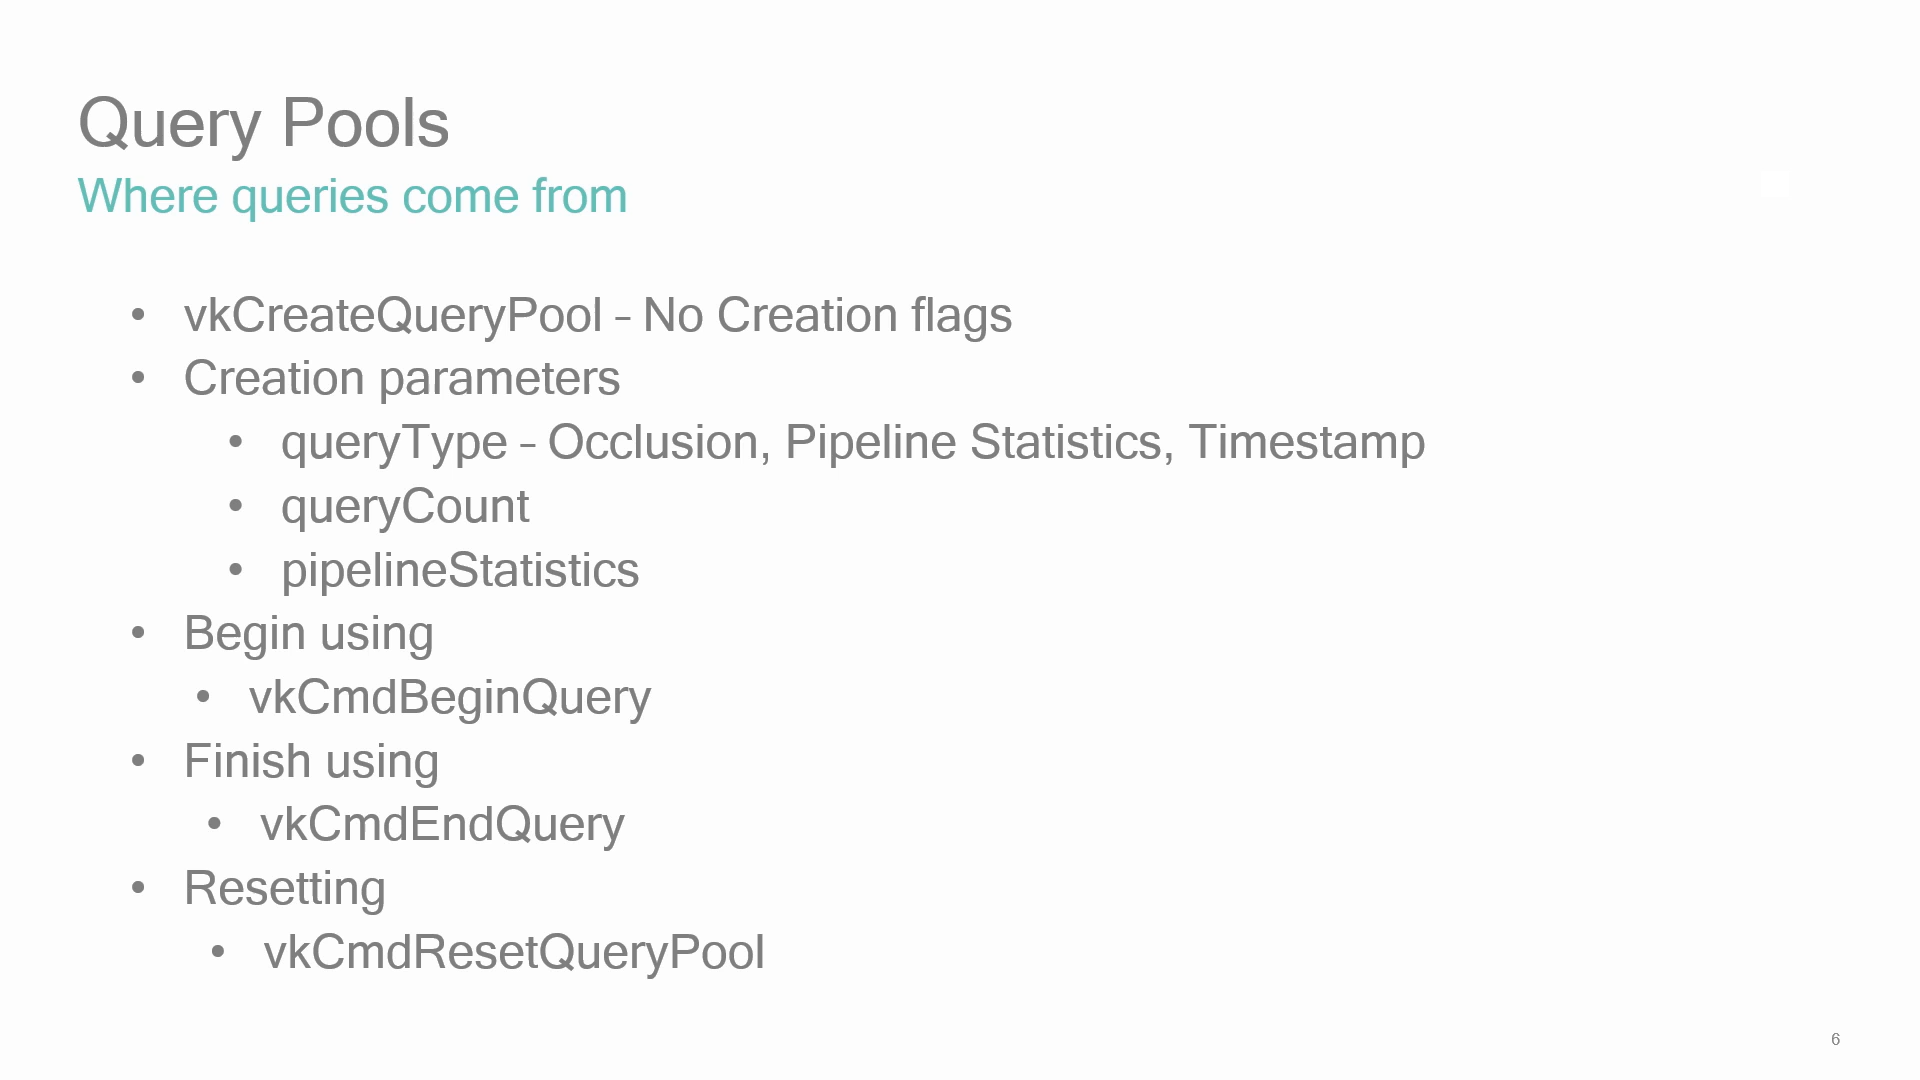 Query Pools
Where queries come from
• vkCreateQueryPool – No Creation flags
• Creation parameters
• queryType – Occlusion, Pipeline Statistics, Timestamp
• queryCount
• pipelineStatistics
• Begin using
• vkCmdBeginQuery
• Finish using
• vkCmdEndQuery
• Resetting
• vkCmdResetQueryPool
6